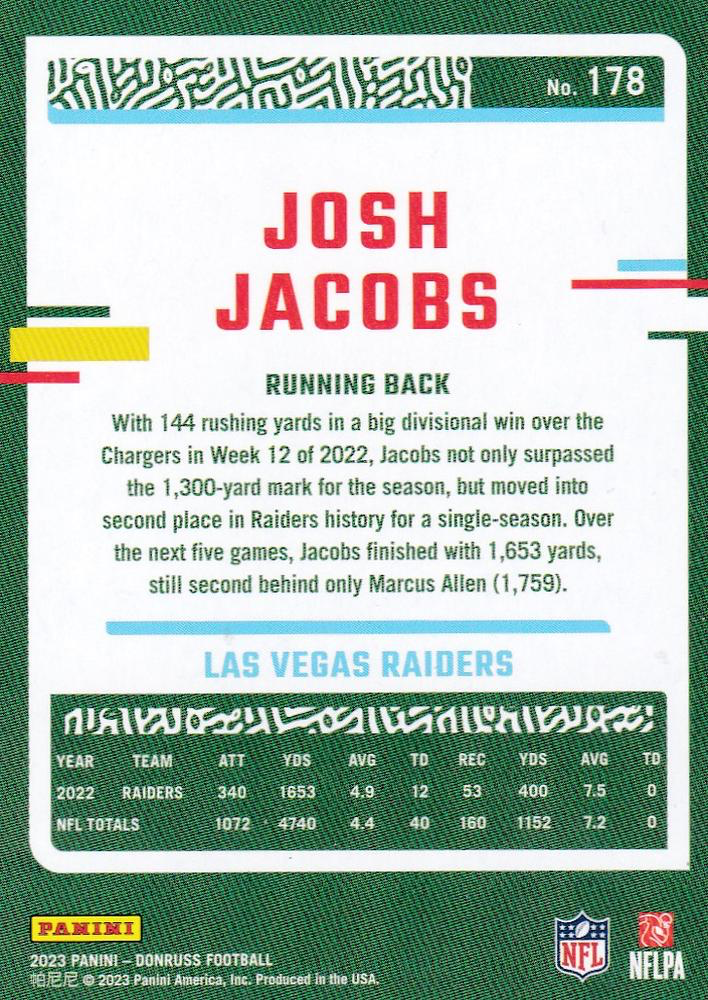 No. 178
JOSH
JACOBS
RUNNING BACK
With 144 rushing yards in a big divisional win over the
Chargers in Week 12 of 2022, Jacobs not only surpassed
the 1,300-yard mark for the season, but moved into
second place in Raiders history for a single-season. Over
the next five games, Jacobs finished with 1,653 yards,
still second behind only Marcus Allen (1,759).
LAS VEGAS RAIDERS
YEAR TEAM ATT YDS AVG TD REC YDS AVG TD
2022 RAIDERS 340 1653 4.9 12 53 400 7.5 0
NFL TOTALS 1072 4740 4.4 40 160 1152 7.2 0
PANINI
2023 PANINI – DONRUSS FOOTBALL
帕尼尼 © 2023 Panini America, Inc. Produced in the USA.
NFL
NFLPA